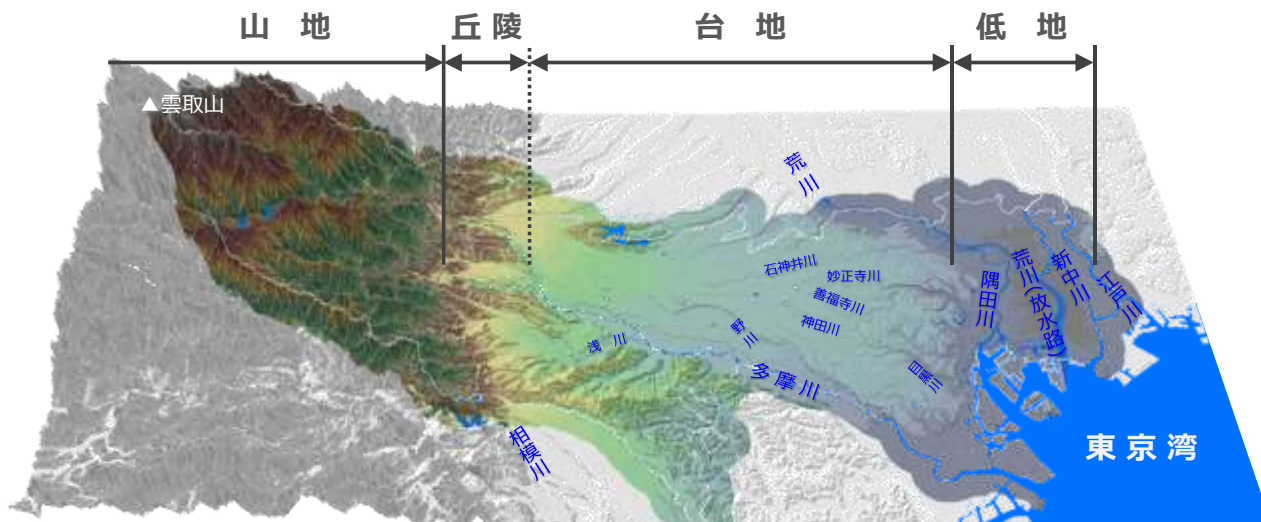 山 地
丘 陵
台 地
低 地
▲雲取山
荒川
石神井川
妙正寺川
善福寺川
神田川
野川
浅 川
多 摩 川
目黒川
隅田川
荒川(放水路)
新中川
江戸川
相模川
東 京 湾